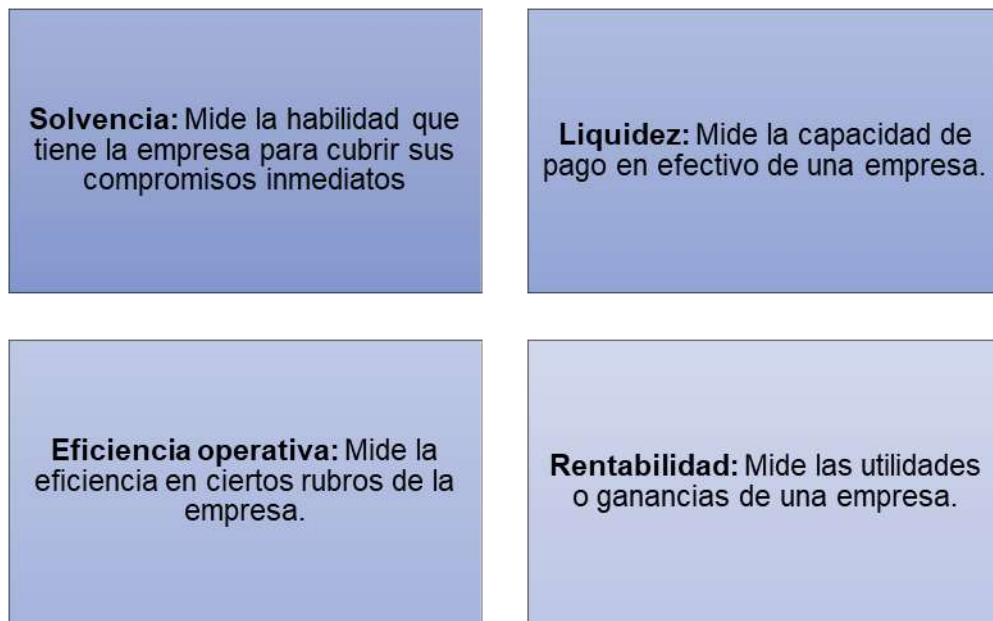 Solvencia: Mide la habilidad que
tiene la empresa para cubrir sus
compromisos inmediatos
Liquidez: Mide la capacidad de
pago en efectivo de una empresa.
Eficiencia operativa: Mide la
eficiencia en ciertos rubros de la
empresa.
Rentabilidad: Mide las utilidades
o ganancias de una empresa.